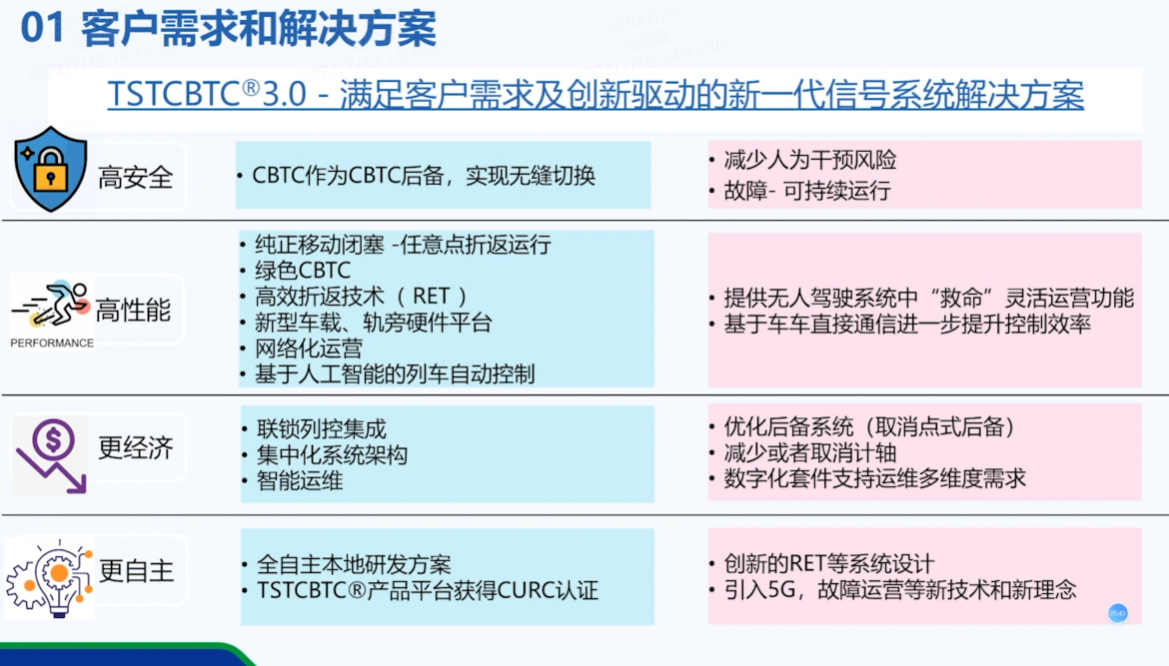 01 客户需求和解决方案
TSTCBTC®3.0 - 满足客户需求及创新驱动的新一代信号系统解决方案
高安全
• CBTC作为CBTC后备，实现无缝切换
• 减少人为干预风险
• 故障- 可持续运行
PERFORMANCE
高性能
• 纯正移动闭塞 -任意点折返运行
• 绿色CBTC
• 高效折返技术（ RET ）
• 新型车载、轨旁硬件平台
• 网络化运营
• 基于人工智能的列车自动控制
• 提供无人驾驶系统中“救命”灵活运营功能
• 基于车车直接通信进一步提升控制效率
$
更经济
• 联锁列控集成
• 集中化系统架构
• 智能运维
• 优化后备系统（取消点式后备）
• 减少或者取消计轴
• 数字化套件支持运维多维度需求
更自主
• 全自主本地研发方案
• TSTCBTC®产品平台获得CURC认证
• 创新的RET等系统设计
• 引入5G，故障运营等新技术和新理念